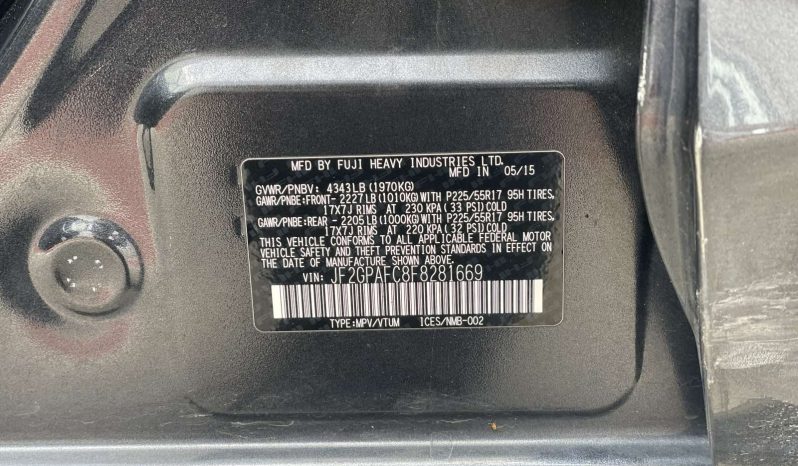 MFD BY FUJI HEAVY INDUSTRIES LTD.
MFD IN 05/15
GVWR/PNBV: 4343LB(1970KG)
GAWR/PNBE:FRONT- 2227LB(1010KG)WITH P225/55R17 95H TIRES,
17X7J RIMS AT 230 KPA(33 PSI)COLD
GAWR/PNBE:REAR -2205LB(1000KG)WITH P225/55R17 95H TIRES,
17X7J RIMS AT 220 KPA(32 PSI)COLD
THIS VEHICLE CONFORMS TO ALL APPLICABLE FEDERAL MOTOR
VEHICLE SAFETY AND THEFT PREVENTION STANDARDS IN EFFECT
ON THE DATE OF MANUFACTURE SHOWN ABOVE.
VIN: JF2GPAFC8F8281669
TYPE:MPV/VTUM ICES/NMB-002